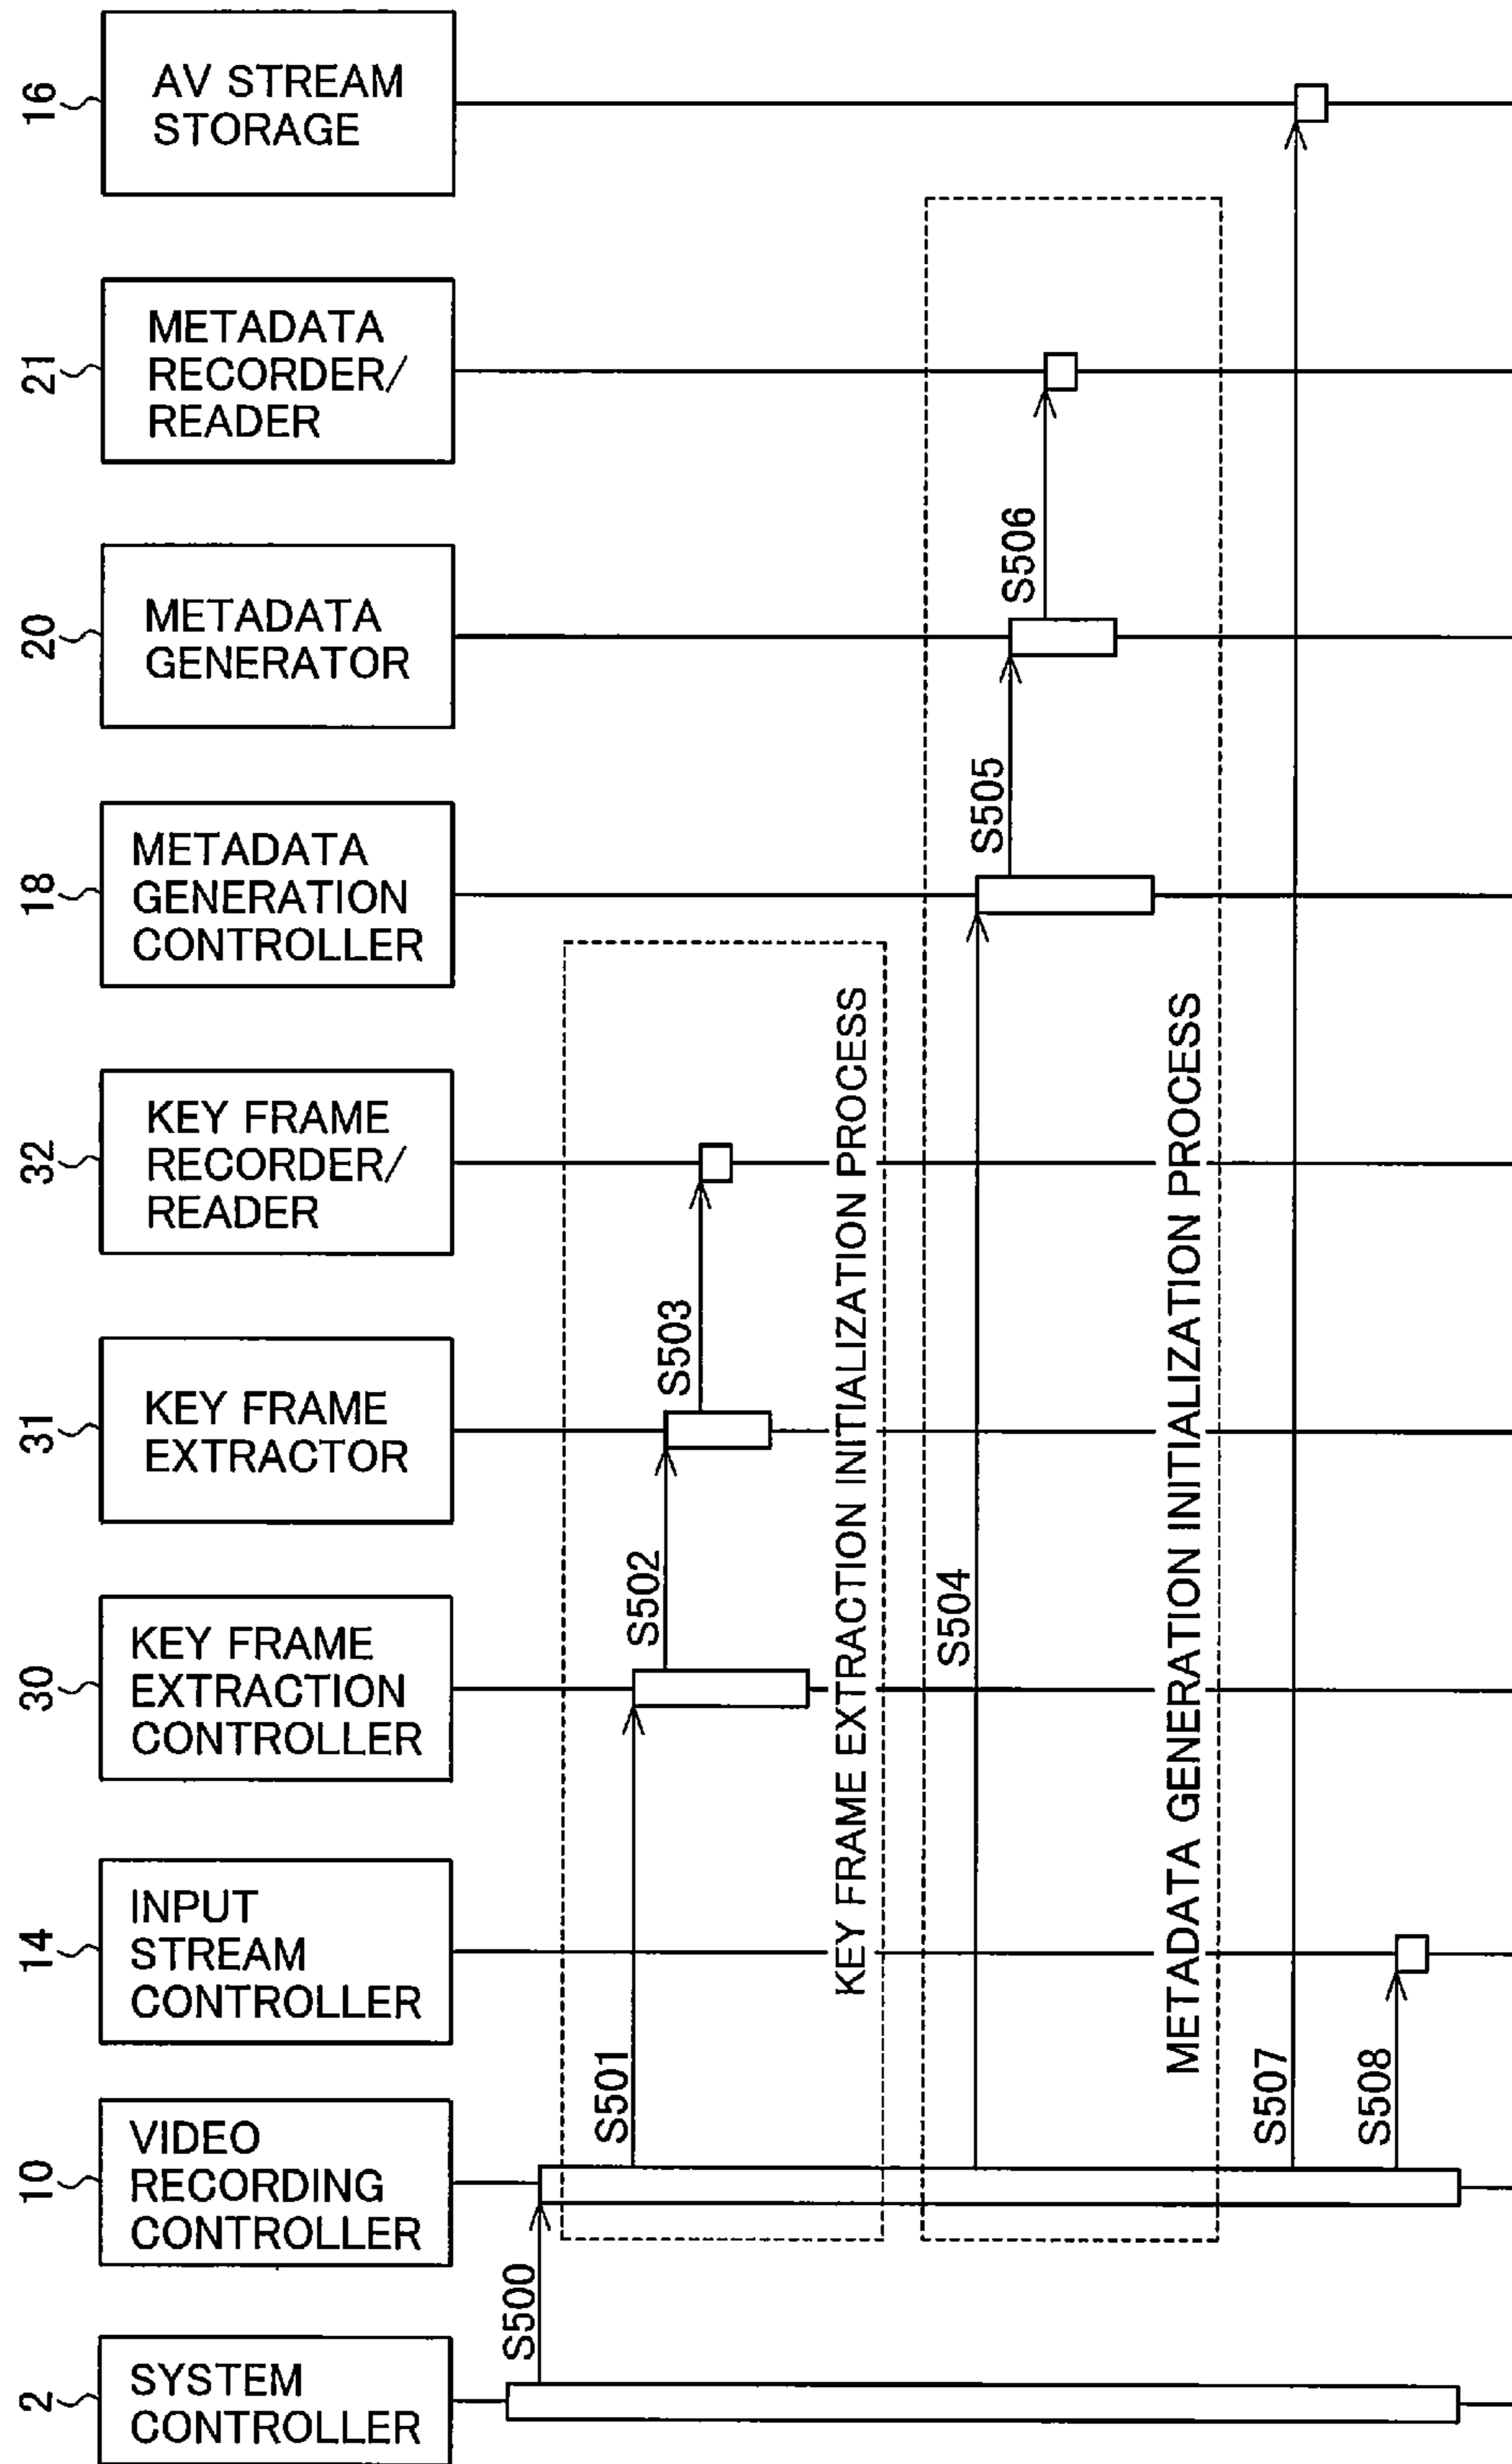 2
SYSTEM
CONTROLLER
10
VIDEO
RECORDING
CONTROLLER
14
INPUT
STREAM
CONTROLLER
30
KEY FRAME
EXTRACTION
CONTROLLER
31
KEY FRAME
EXTRACTOR
32
KEY FRAME
RECORDER/
READER
18
METADATA
GENERATION
CONTROLLER
20
METADATA
GENERATOR
21
METADATA
RECORDER/
READER
16
AV STREAM
STORAGE
S500
S501
S502
S503
KEY FRAME EXTRACTION INITIALIZATION PROCESS
S504
S505
S506
METADATA GENERATION INITIALIZATION PROCESS
S507
S508